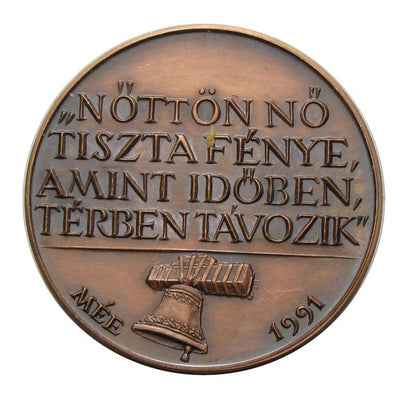 „NŐTTÖN NŐ
TISZTA FÉNYE,
AMINT IDŐBEN,
TÉRBEN TÁVOZIK”
MÉE
1991